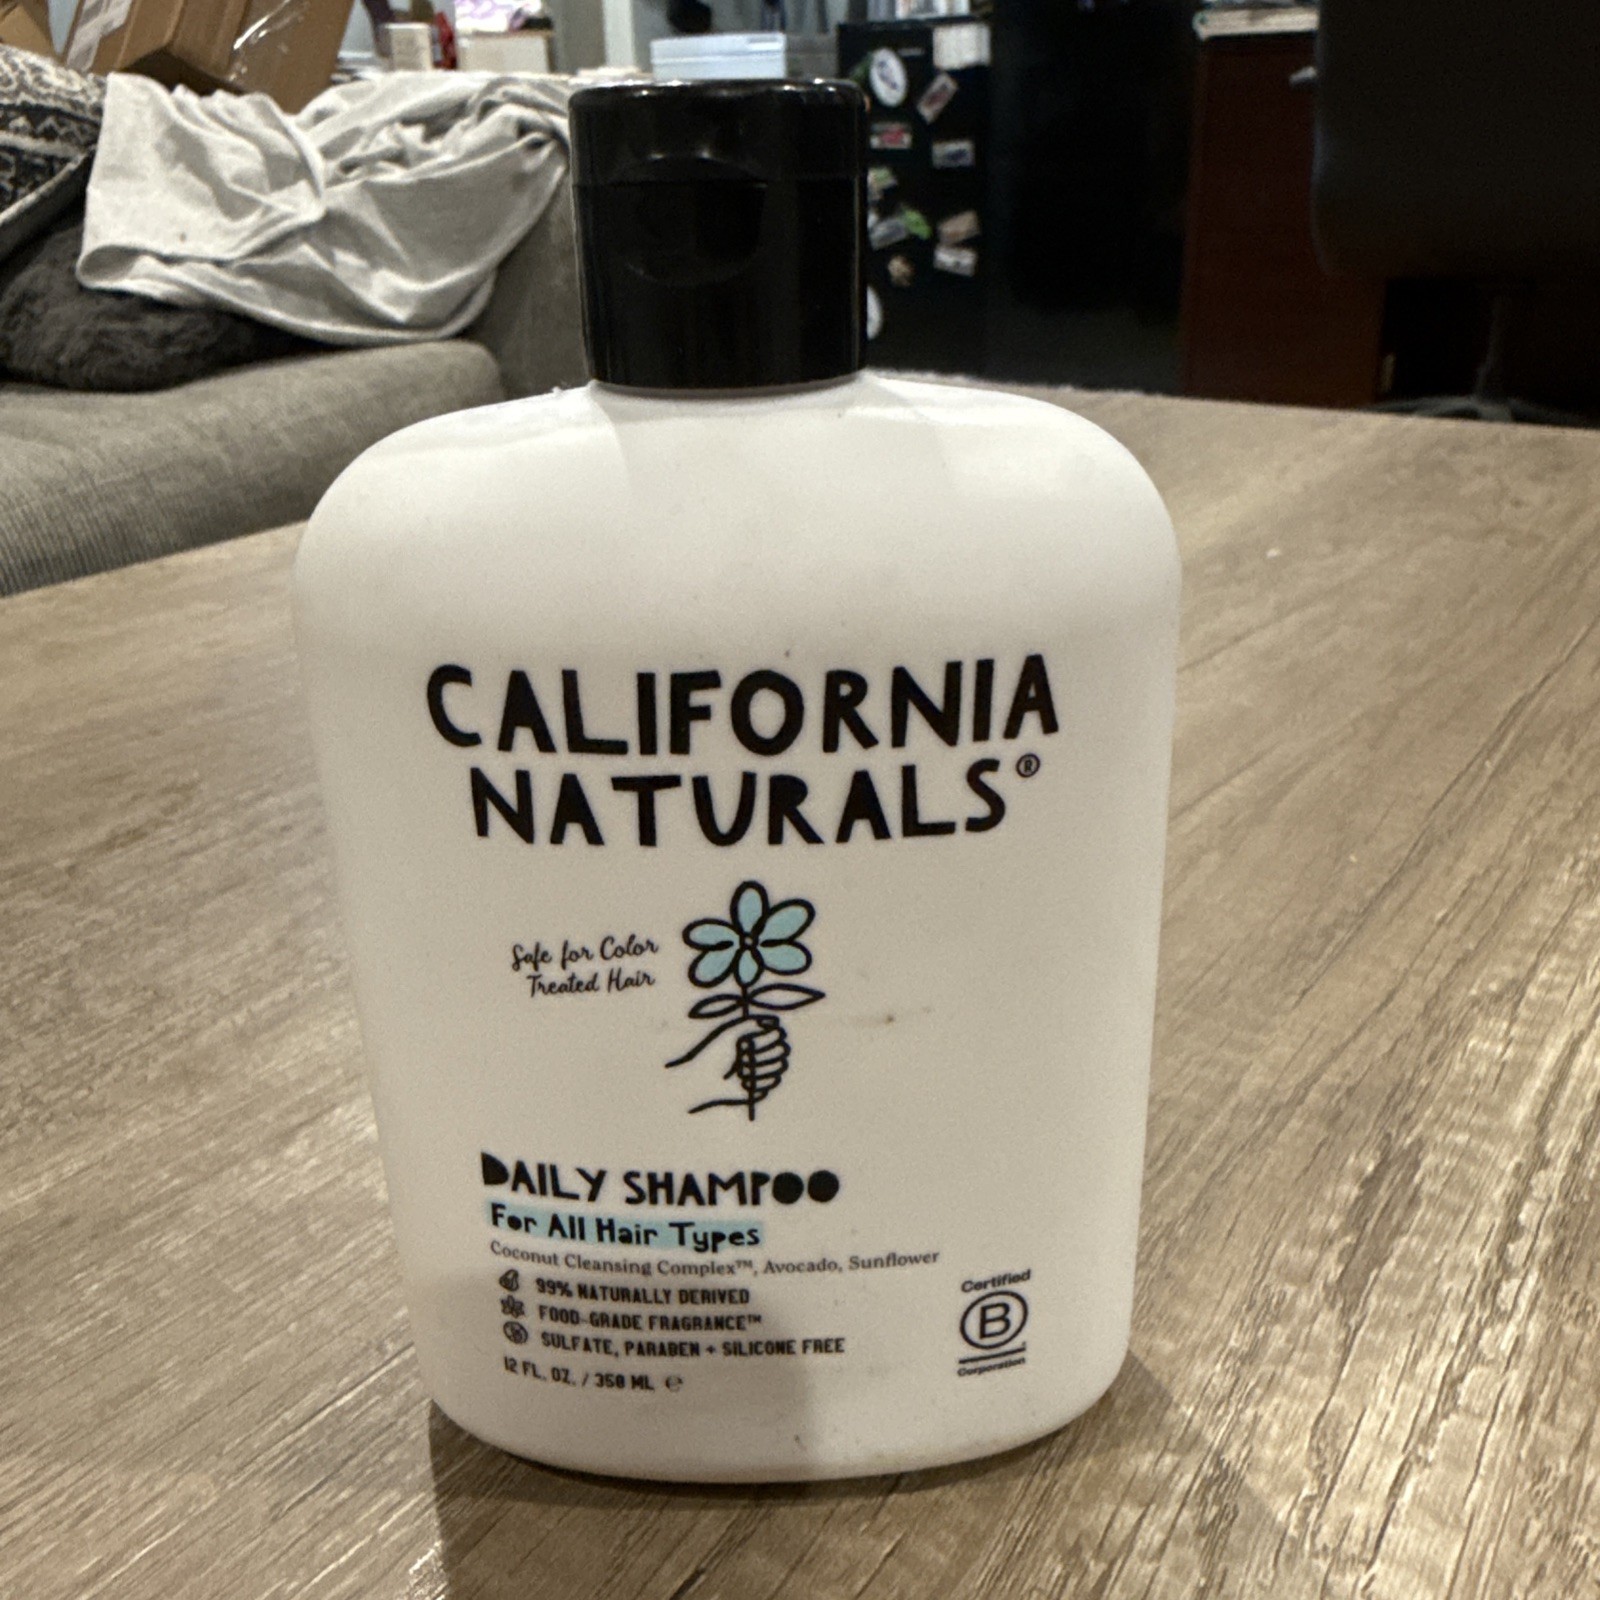 CALIFORNIA
NATURALS®
Safe for Color
Treated Hair
DAILY SHAMPOO
For All Hair Types
Coconut Cleansing Complex™, Avocado, Sunflower
99% NATURALLY DERIVED
FOOD-GRADE FRAGRANCE™
SULFATE, PARABEN + SILICONE FREE
12 FL. OZ. / 350 ML ℮
Certified
B
Corporation